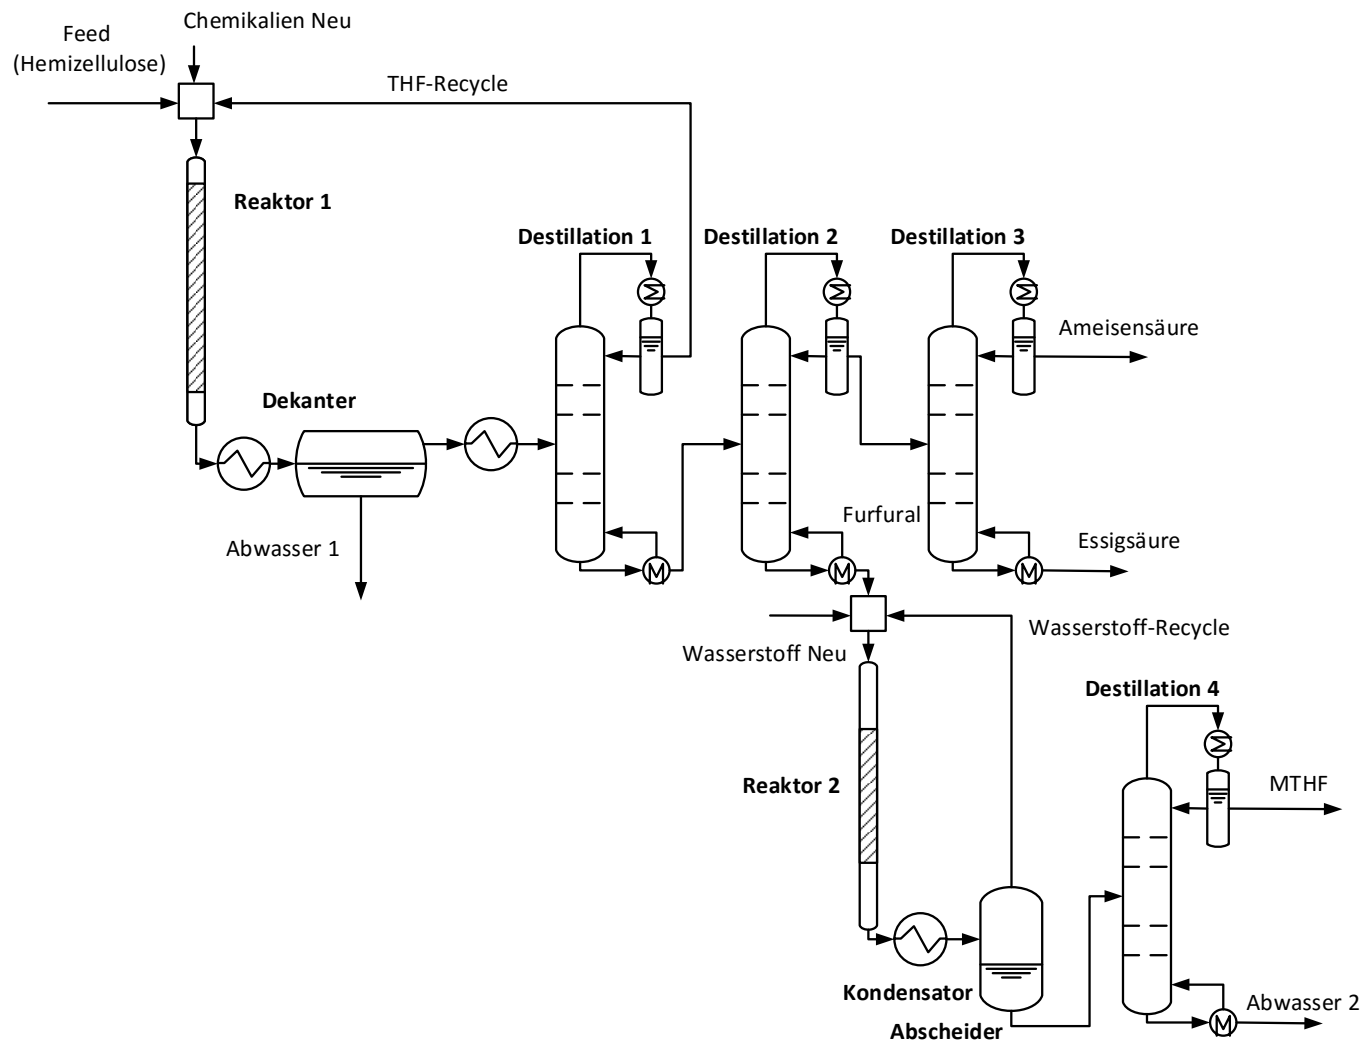 Chemikalien Neu
Feed
(Hemizellulose)
THF-Recycle
Reaktor 1
Destillation 1
Destillation 2
Destillation 3
Ameisensäure
Dekanter
Furfural
Abwasser 1
Essigsäure
M
M
M
Wasserstoff-Recycle
Wasserstoff Neu
Destillation 4
Reaktor 2
MTHF
Kondensator
Abwasser 2
M
Abscheider